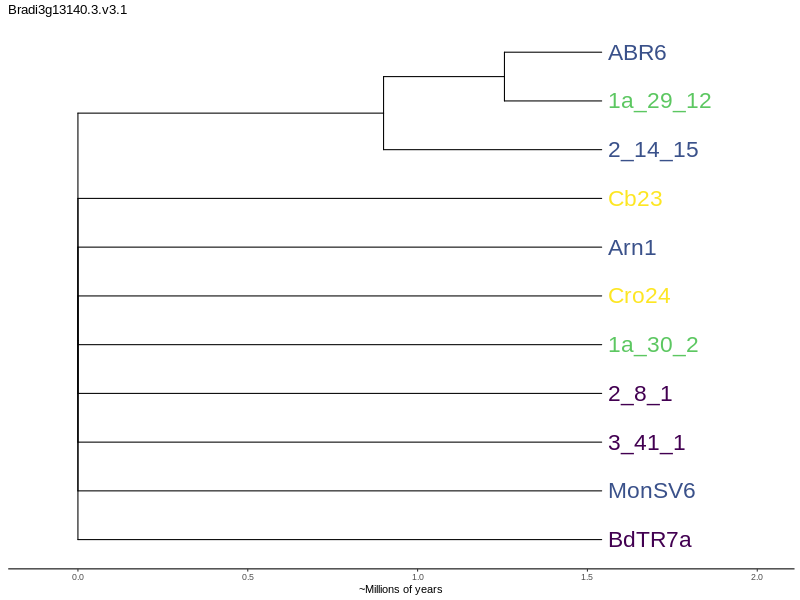 Bradi3g13140.3.v3.1
ABR6
1a_29_12
2_14_15
Cb23
Arn1
Cro24
1a_30_2
2_8_1
3_41_1
MonSV6
BdTR7a
0.0 0.5 1.0 1.5 2.0
~Millions of years